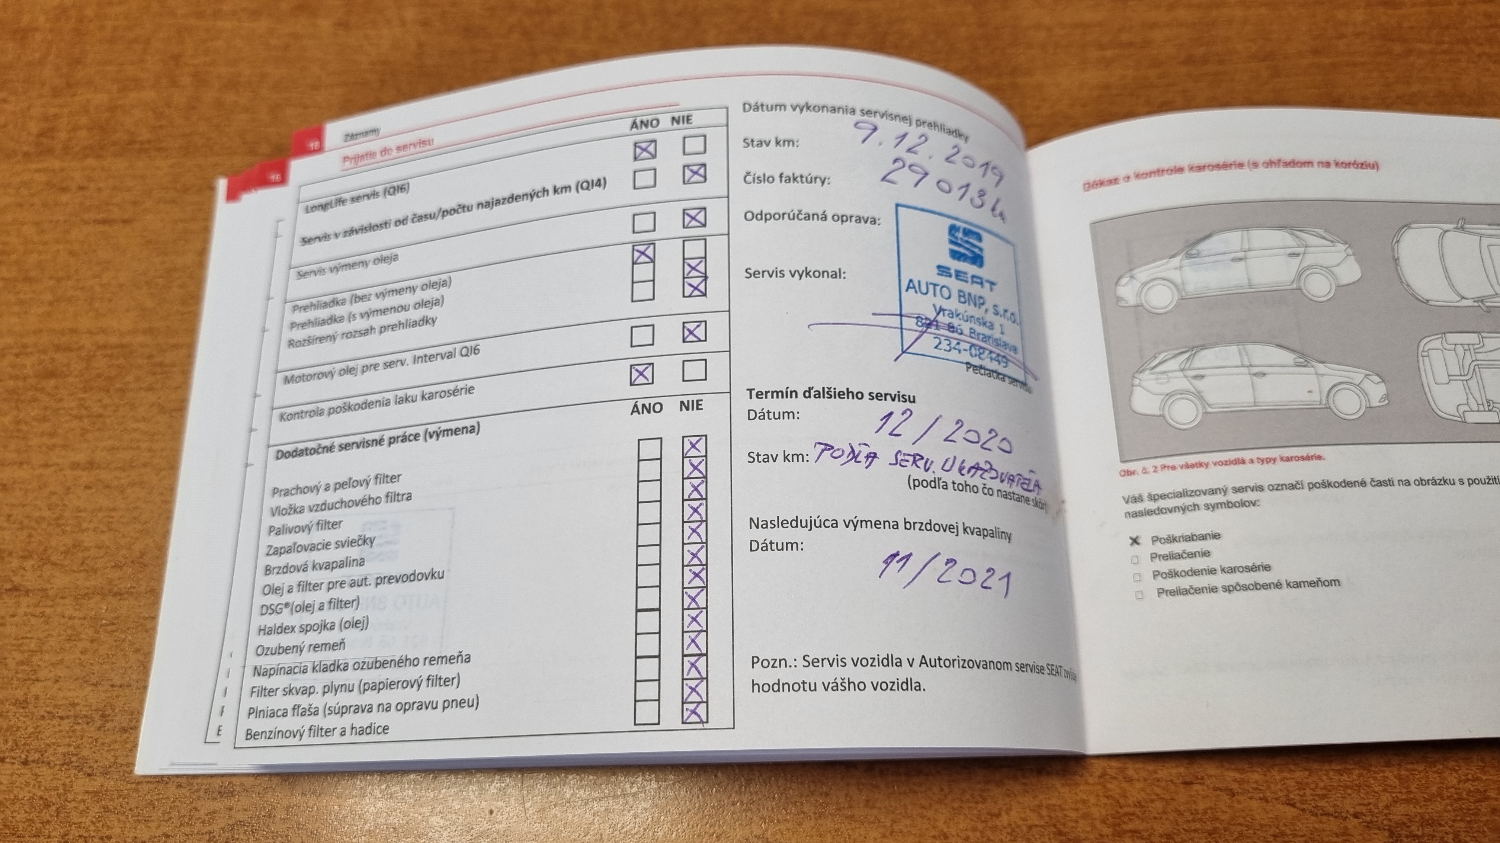 18
Záznamy
16
Prijatie do servisu
ÁNO NIE
LongLife servis (QI6)
Servis v závislosti od času/počtu najazdených km (QI4)
Servis výmeny oleja
Prehliadka (bez výmeny oleja)
Prehliadka (s výmenou oleja)
Rozšírený rozsah prehliadky
Motorový olej pre serv. Interval QI6
Kontrola poškodenia laku karosérie
Dodatočné servisné práce (výmena)
ÁNO NIE
Prachový a peľový filter
Vložka vzduchového filtra
Palivový filter
Zapaľovacie sviečky
Brzdová kvapalina
Olej a filter pre aut. prevodovku
DSG®(olej a filter)
Haldex spojka (olej)
Ozubený remeň
Napínacia kladka ozubeného remeňa
Filter skvap. plynu (papierový filter)
Plniaca fľaša (súprava na opravu pneu)
Benzínový filter a hadice
Dátum vykonania servisnej prehliadky
9.12.2019
Stav km:
29013
Číslo faktúry:
Odporúčaná oprava:
Servis vykonal:
SEAT
AUTO BNP, s.r.o.
Vrakúnska 1
821 06 Bratislava
234-08449
Pečiatka
Termín ďalšieho servisu
Dátum:
12/2020
Stav km: PODĽA SERV. UKAZOVATEĽA
(podľa toho čo nastane
Nasledujúca výmena brzdovej kvapaliny
Dátum:
11/2021
Pozn.: Servis vozidla v Autorizovanom servise SEAT
hodnotu vášho vozidla.
Dôkaz o kontrole karosérie (s ohľadom na koróziu)
Obr. č. 2 Pre všetky vozidlá a typy karosérie.
Váš špecializovaný servis označí poškodené časti na obrázku s použití
nasledovných symbolov:
Poškriabanie
Preliačenie
Poškodenie karosérie
Preliačenie spôsobené kameňom